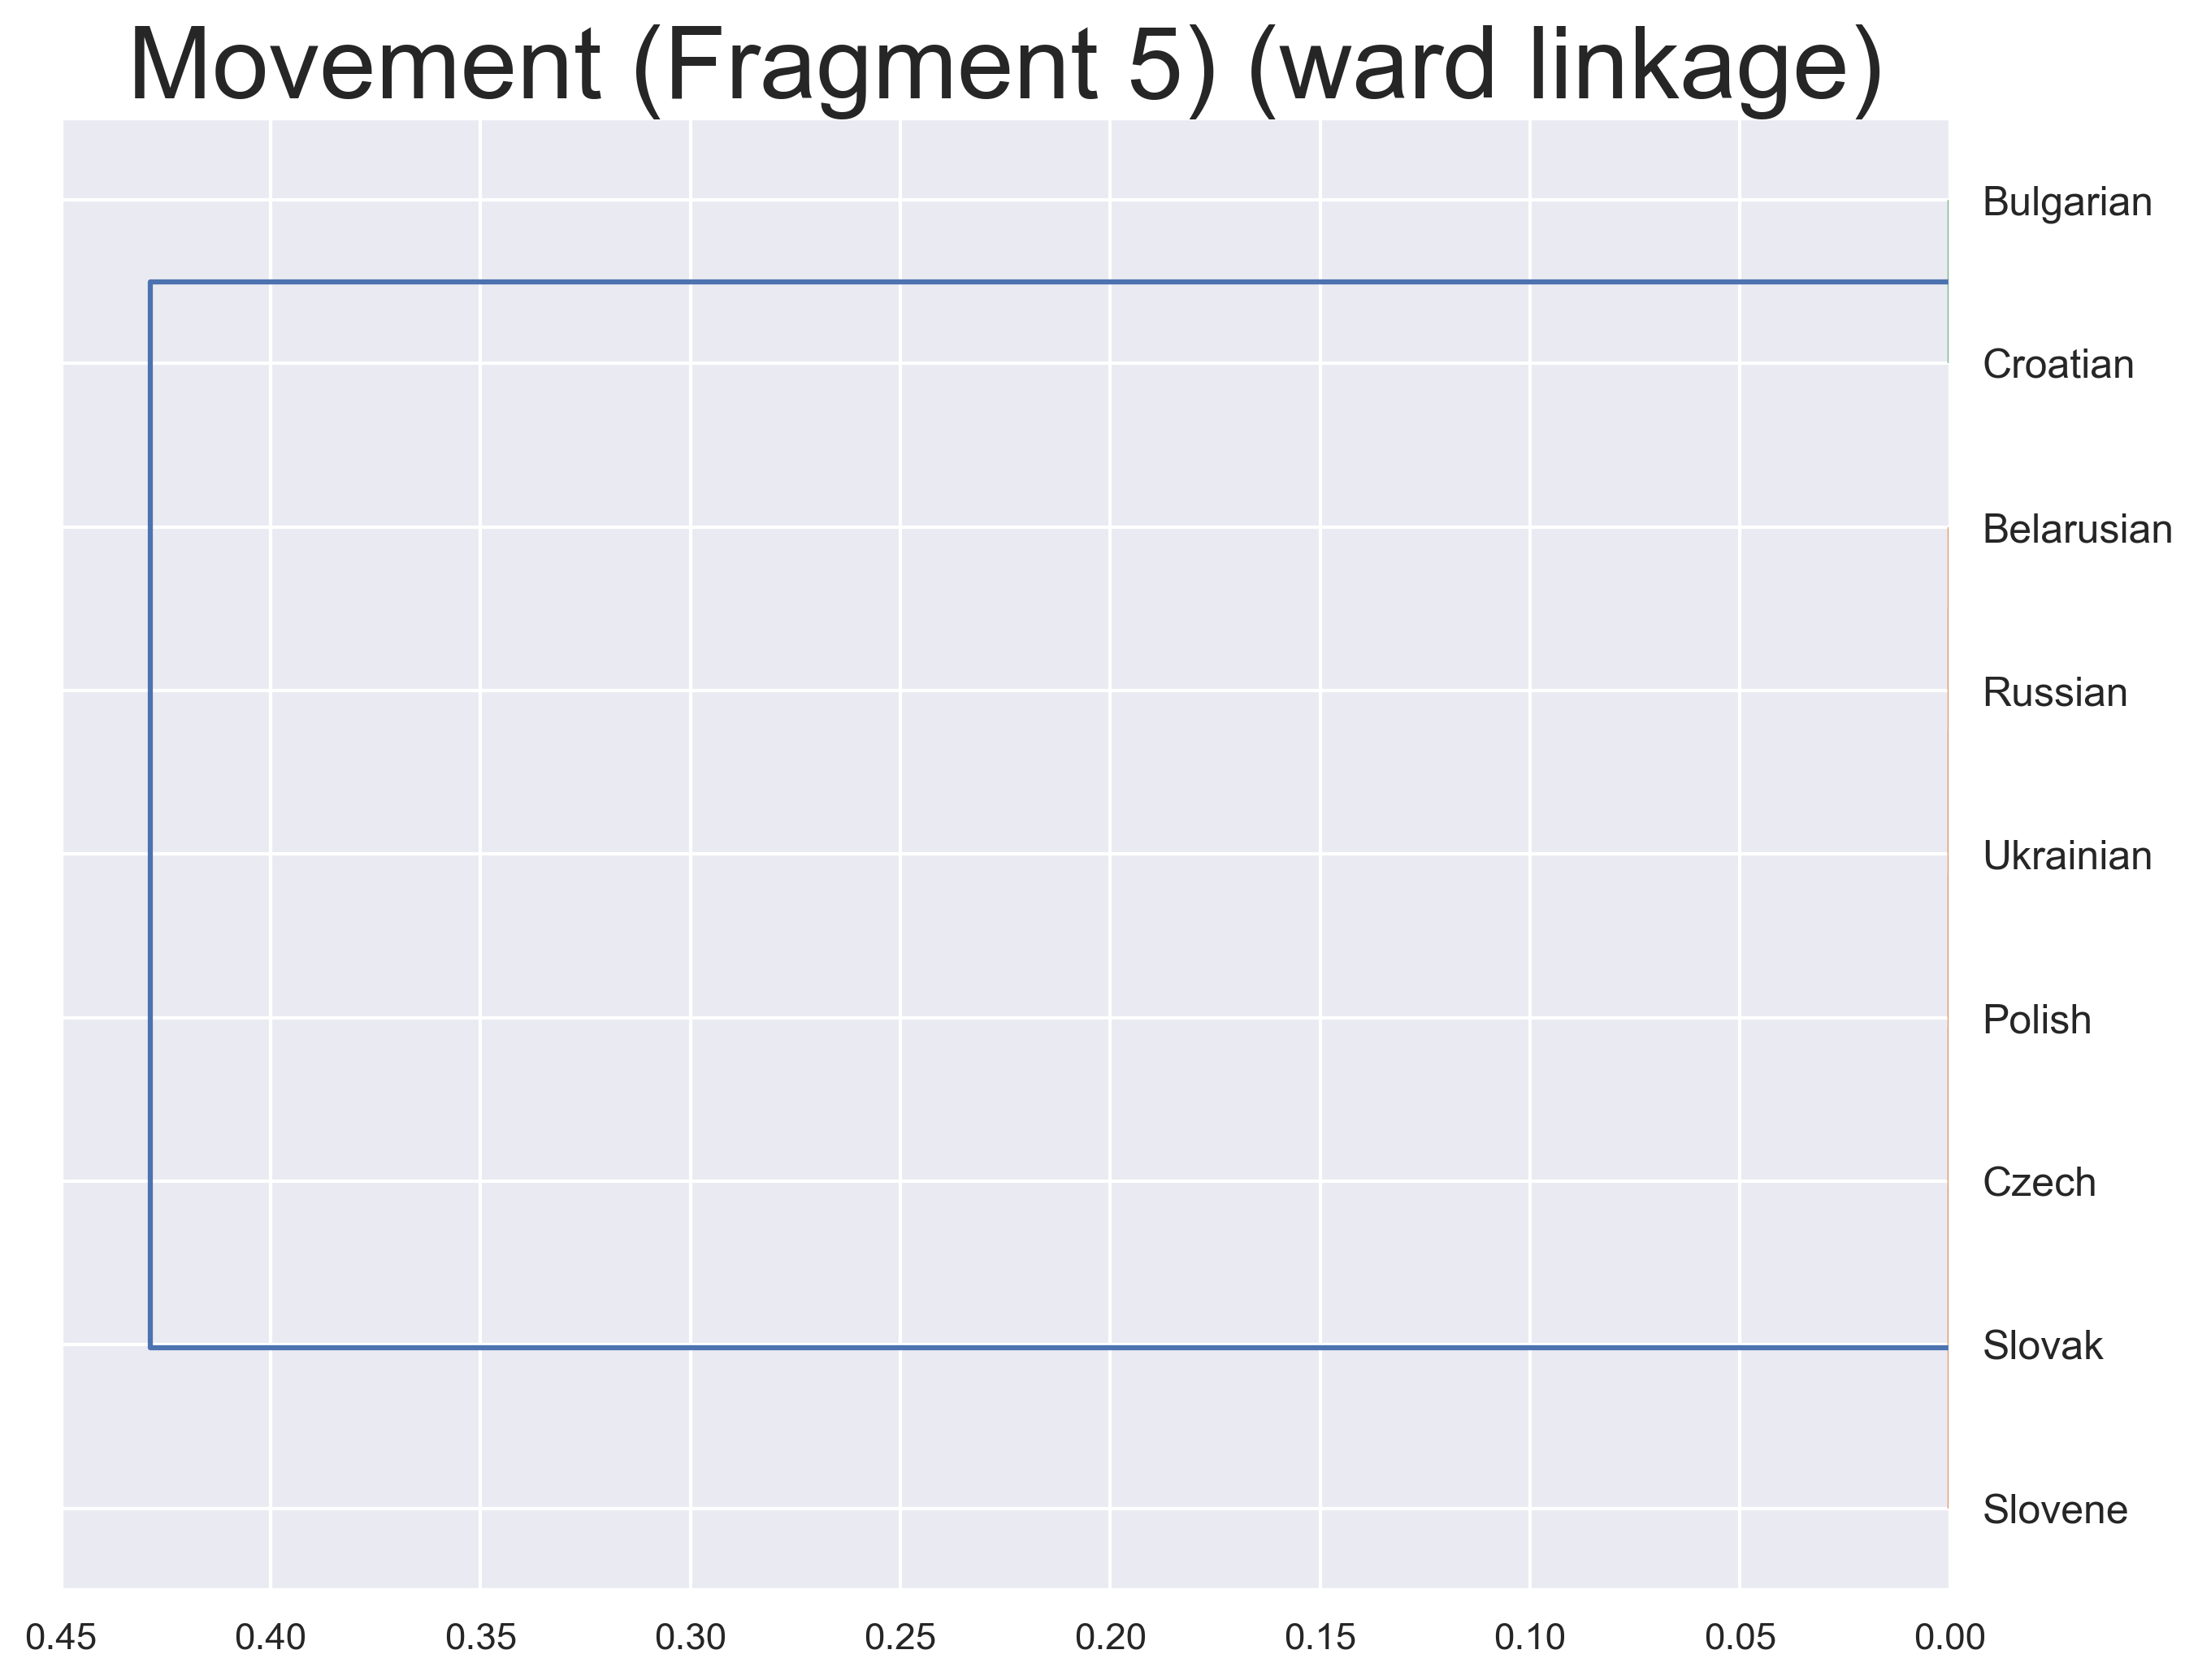 Movement (Fragment 5) (ward linkage)
Bulgarian
Croatian
Belarusian
Russian
Ukrainian
Polish
Czech
Slovak
Slovene
0.45 0.40 0.35 0.30 0.25 0.20 0.15 0.10 0.05 0.00